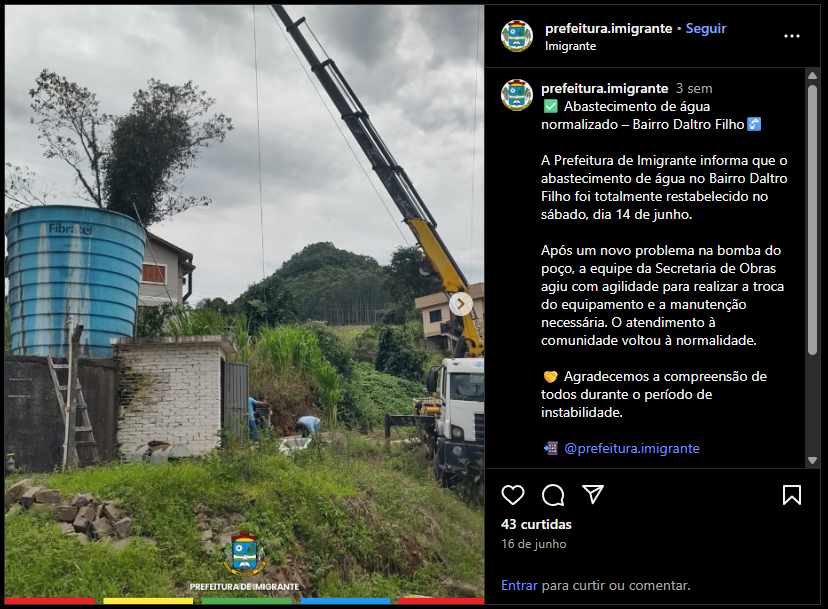 Fibratel
PREFEITURA DE IMIGRANTE
prefeitura.imigrante • Seguir
Imigrante
prefeitura.imigrante 3 sem
✅ Abastecimento de água
normalizado – Bairro Daltro Filho🚰
A Prefeitura de Imigrante informa que o
abastecimento de água no Bairro Daltro
Filho foi totalmente restabelecido no
sábado, dia 14 de junho.
Após um novo problema na bomba do
poço, a equipe da Secretaria de Obras
agiu com agilidade para realizar a troca
do equipamento e a manutenção
necessária. O atendimento à
comunidade voltou à normalidade.
🤝 Agradecemos a compreensão de
todos durante o período de
instabilidade.
📲 @prefeitura.imigrante
43 curtidas
16 de junho
Entrar para curtir ou comentar.